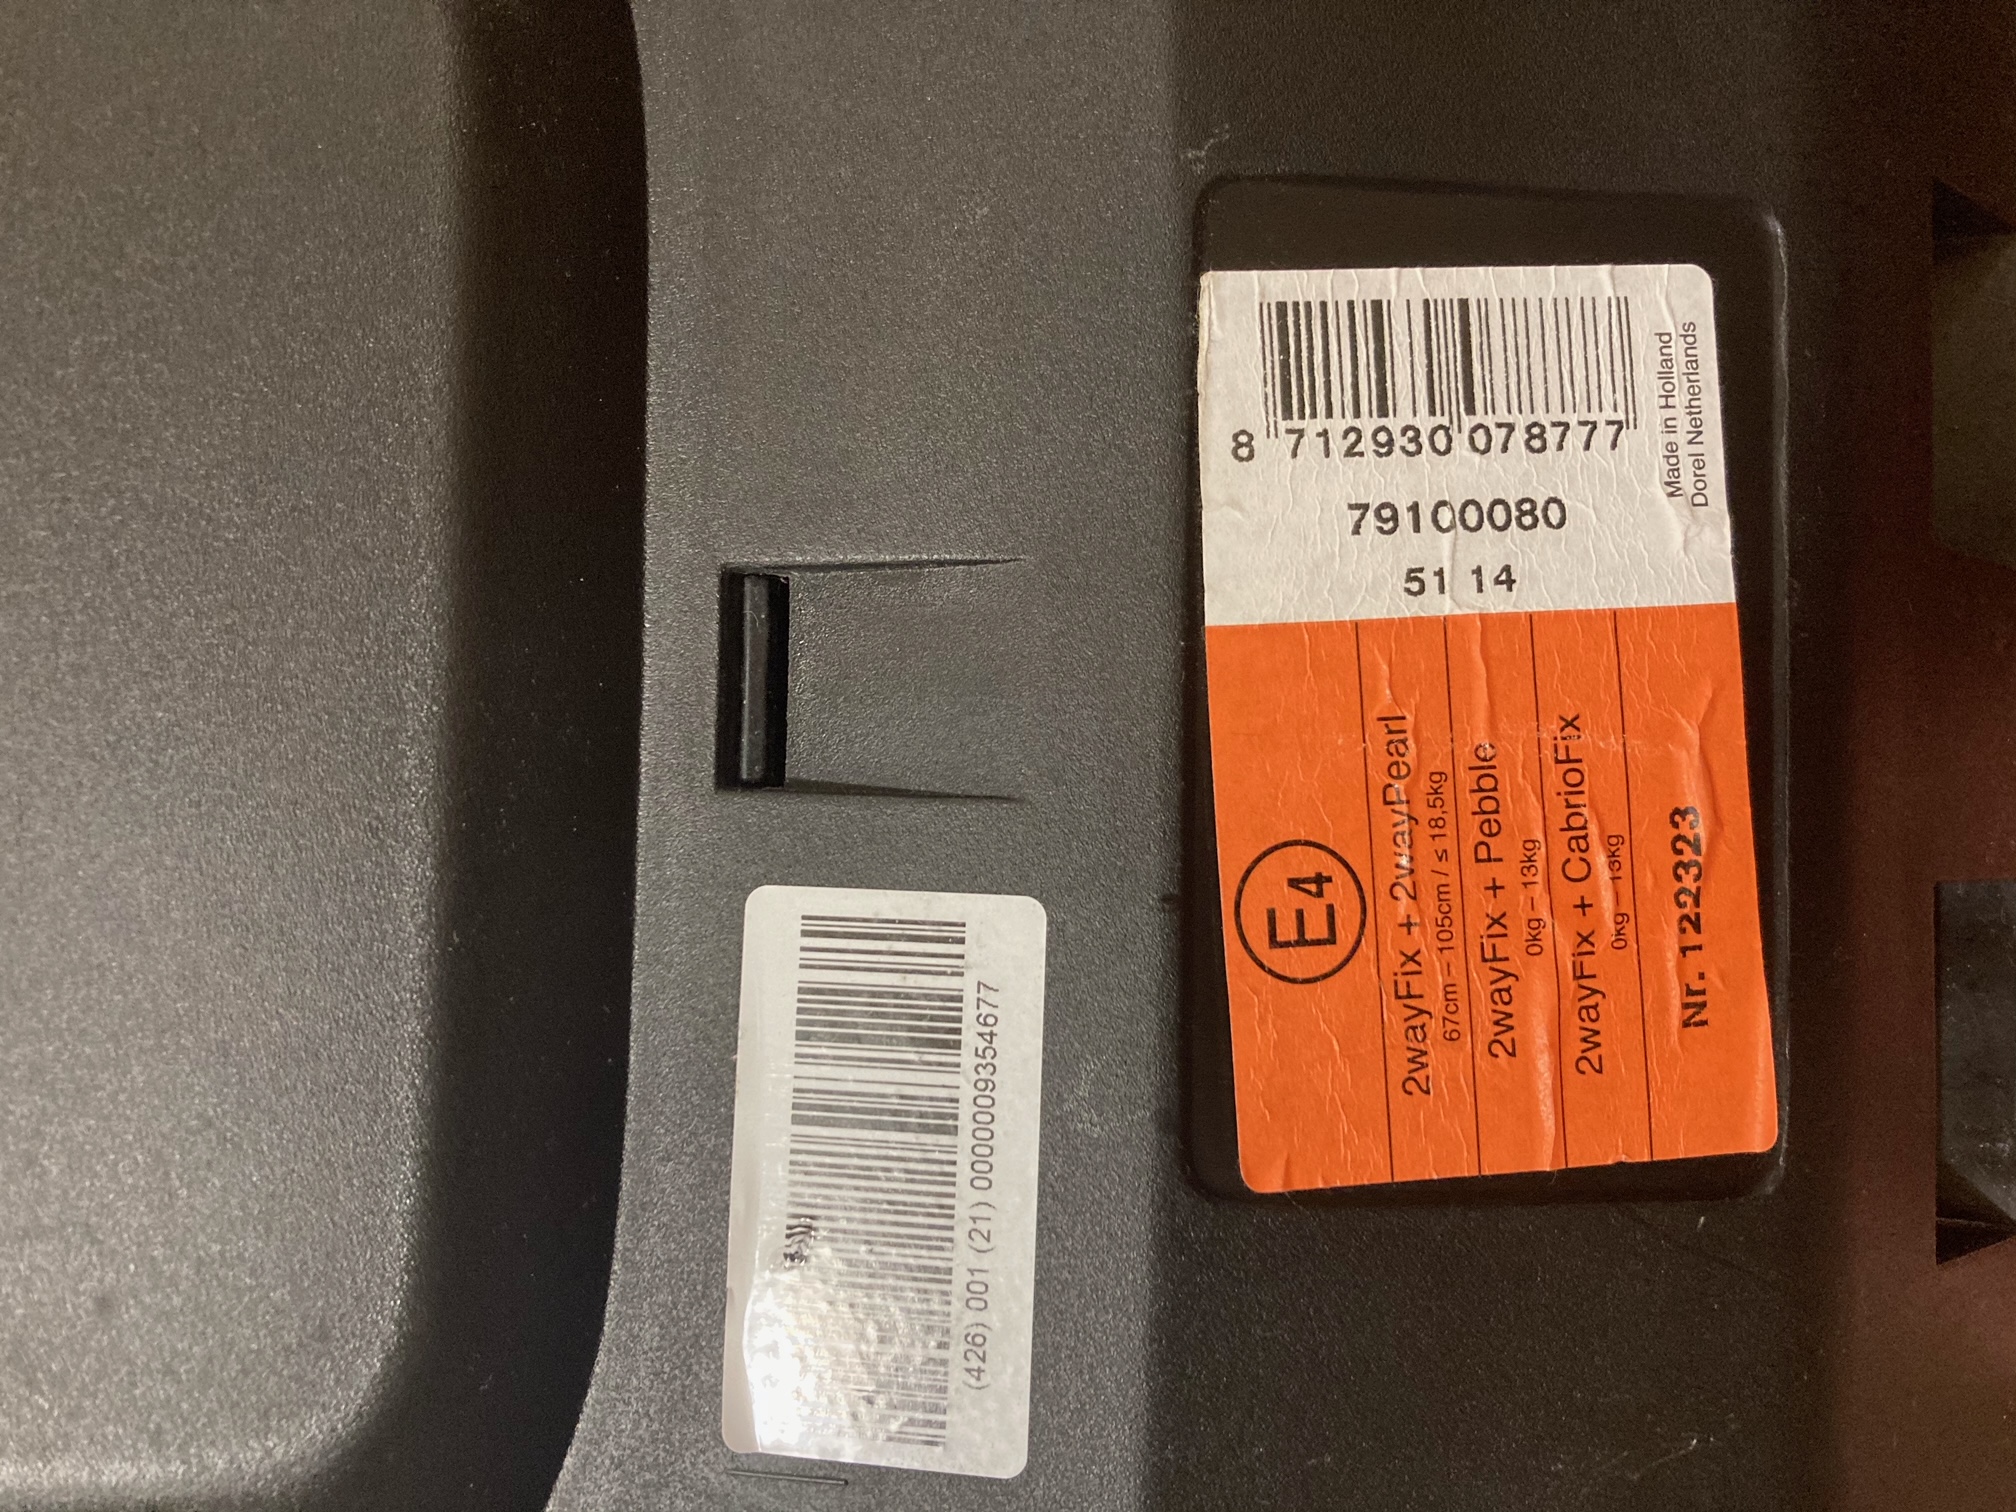 8 712930 078777
79100080
51 14
Made in Holland
Dorel Netherlands
E4
2wayFix + 2wayPearl
67cm – 105cm / ≤ 18,5kg
2wayFix + Pebble
0kg – 13kg
2wayFix + CabrioFix
0kg – 13kg
Nr. 122323
(426) 001 (21) 0000009354677